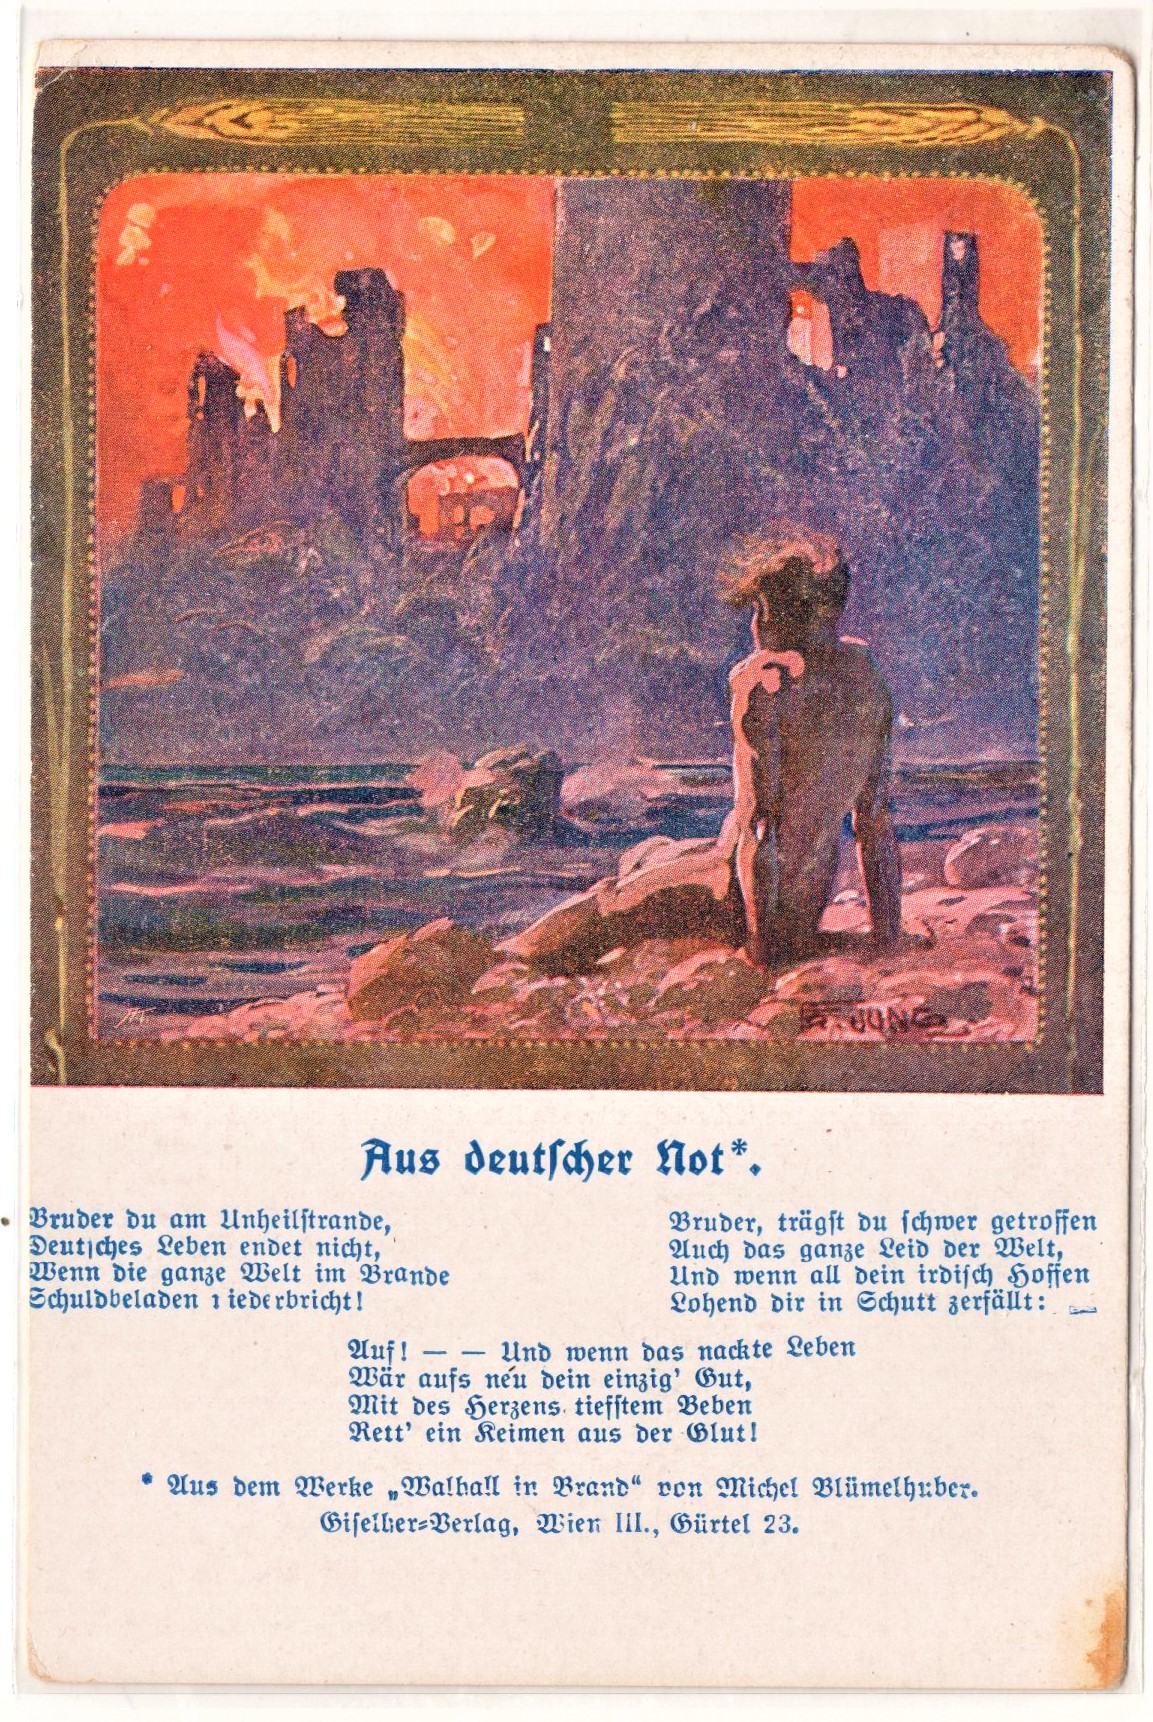 G. JUNG
Aus deutscher Not*.
Bruder du am Unheilstrande,
Deutsches Leben endet nicht,
Wenn die ganze Welt im Brande
Schuldbeladen niederbricht!
Bruder, trägst du schwer getroffen
Auch das ganze Leid der Welt,
Und wenn all dein irdisch Hoffen
Lohend dir in Schutt zerfällt: —
Auf! — — Und wenn das nackte Leben
Wär aufs neu dein einzig' Gut,
Mit des Herzens tiefstem Beben
Rett' ein Keimen aus der Glut!
* Aus dem Werke „Walhall in Brand“ von Michel Blümelhuber.
Giselher-Verlag, Wien III., Gürtel 23.